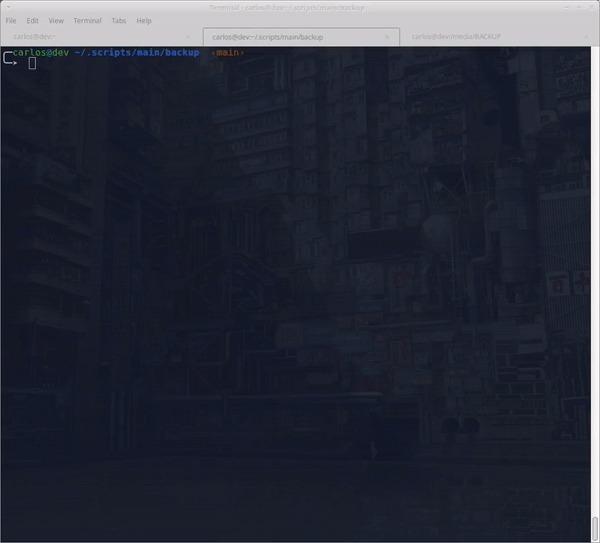 Terminal - carlos@dev:~/.scripts/main/backup
File Edit View Terminal Tabs Help
carlos@dev:~ carlos@dev:~/.scripts/main/backup carlos@dev:/media/BACKUP
carlos@dev ~/.scripts/main/backup ‹main›